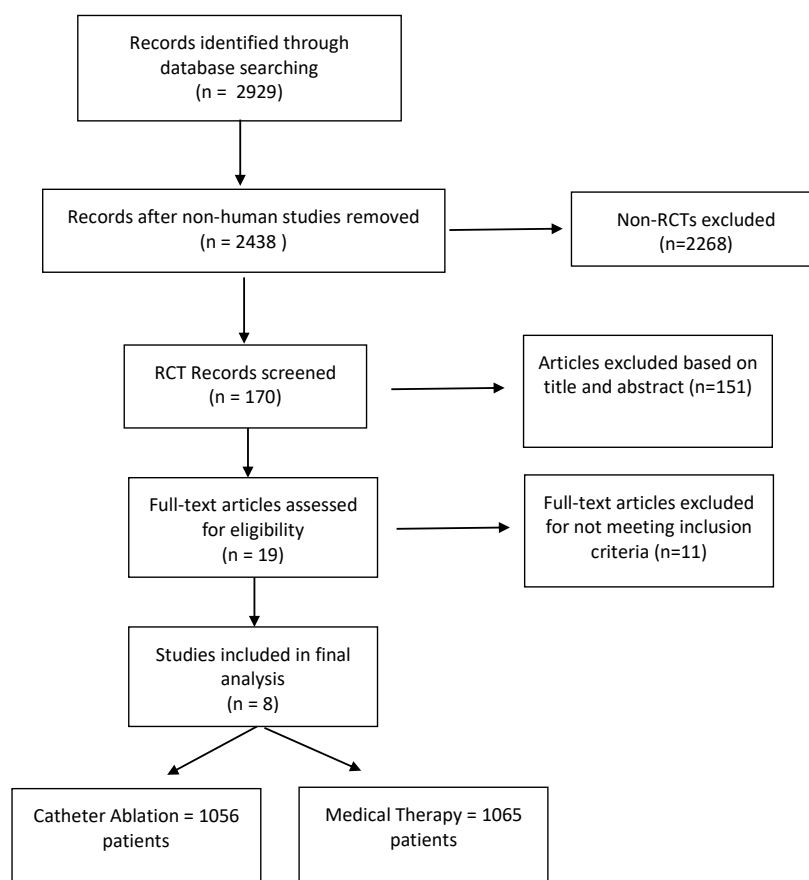 Records identified through
database searching
(n =  2929)
Records after non-human studies removed
(n = 2438 )
Non-RCTs excluded
(n=2268)
RCT Records screened
(n = 170)
Articles excluded based on
title and abstract (n=151)
Full-text articles assessed
for eligibility
(n = 19)
Full-text articles excluded
for not meeting inclusion
criteria (n=11)
Studies included in final
analysis
(n = 8)
Catheter Ablation = 1056
patients
Medical Therapy = 1065
patients